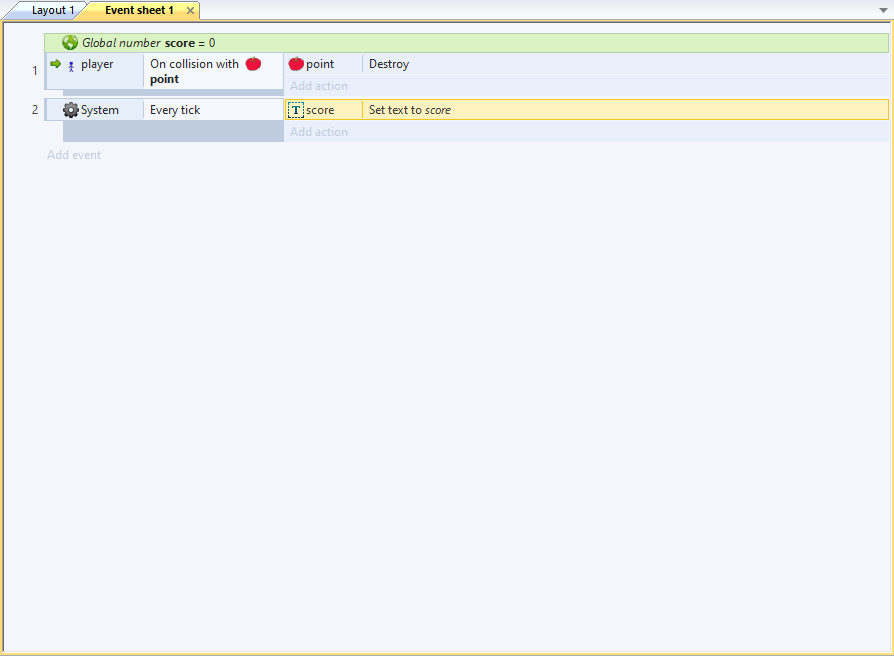 Layout 1 Event sheet 1
Global number score = 0
1 player On collision with point point Destroy
Add action
2 System Every tick T score Set text to score
Add action
Add event